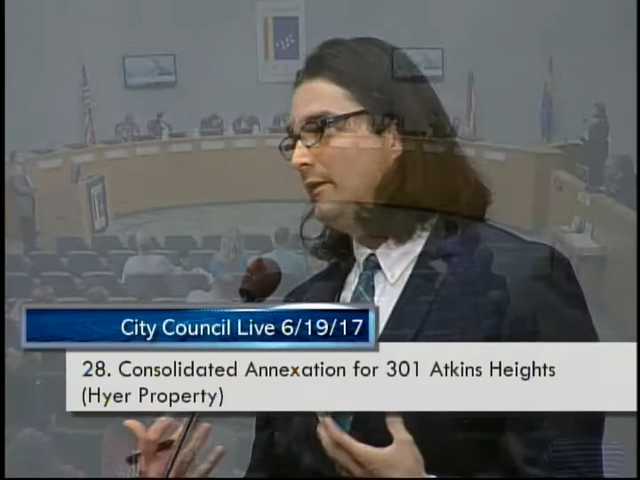 City Council Live 6/19/17
28. Consolidated Annexation for 301 Atkins Heights
(Hyer Property)